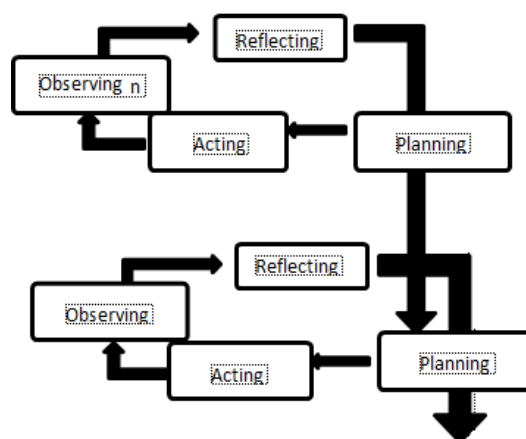 Reflecting
Observing n
Acting
Planning
Reflecting
Observing
Planning
Acting